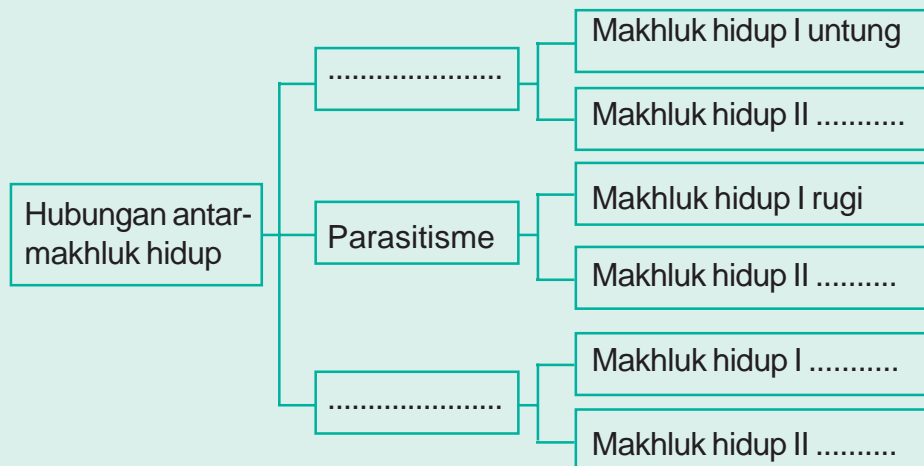 Hubungan antar-
makhluk hidup
......................
Makhluk hidup I untung
Makhluk hidup II ...........
Parasitisme
Makhluk hidup I rugi
Makhluk hidup II ..........
......................
Makhluk hidup I ...........
Makhluk hidup II ..........